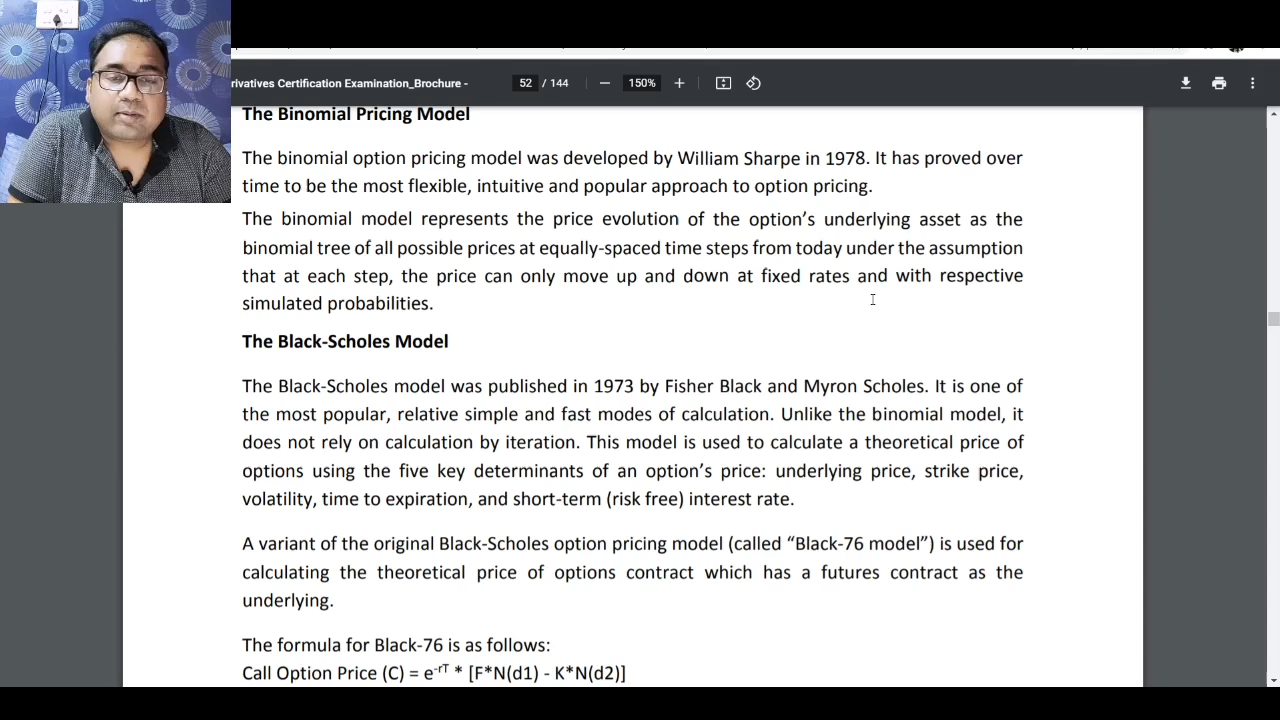 rivatives Certification Examination_Brochure -
52 / 144
150%
The Binomial Pricing Model
The binomial option pricing model was developed by William Sharpe in 1978. It has proved over
time to be the most flexible, intuitive and popular approach to option pricing.
The binomial model represents the price evolution of the option’s underlying asset as the
binomial tree of all possible prices at equally-spaced time steps from today under the assumption
that at each step, the price can only move up and down at fixed rates and with respective
simulated probabilities.
The Black-Scholes Model
The Black-Scholes model was published in 1973 by Fisher Black and Myron Scholes. It is one of
the most popular, relative simple and fast modes of calculation. Unlike the binomial model, it
does not rely on calculation by iteration. This model is used to calculate a theoretical price of
options using the five key determinants of an option’s price: underlying price, strike price,
volatility, time to expiration, and short-term (risk free) interest rate.
A variant of the original Black-Scholes option pricing model (called “Black-76 model”) is used for
calculating the theoretical price of options contract which has a futures contract as the
underlying.
The formula for Black-76 is as follows:
Call Option Price (C) = e^-rT * [F*N(d1) - K*N(d2)]